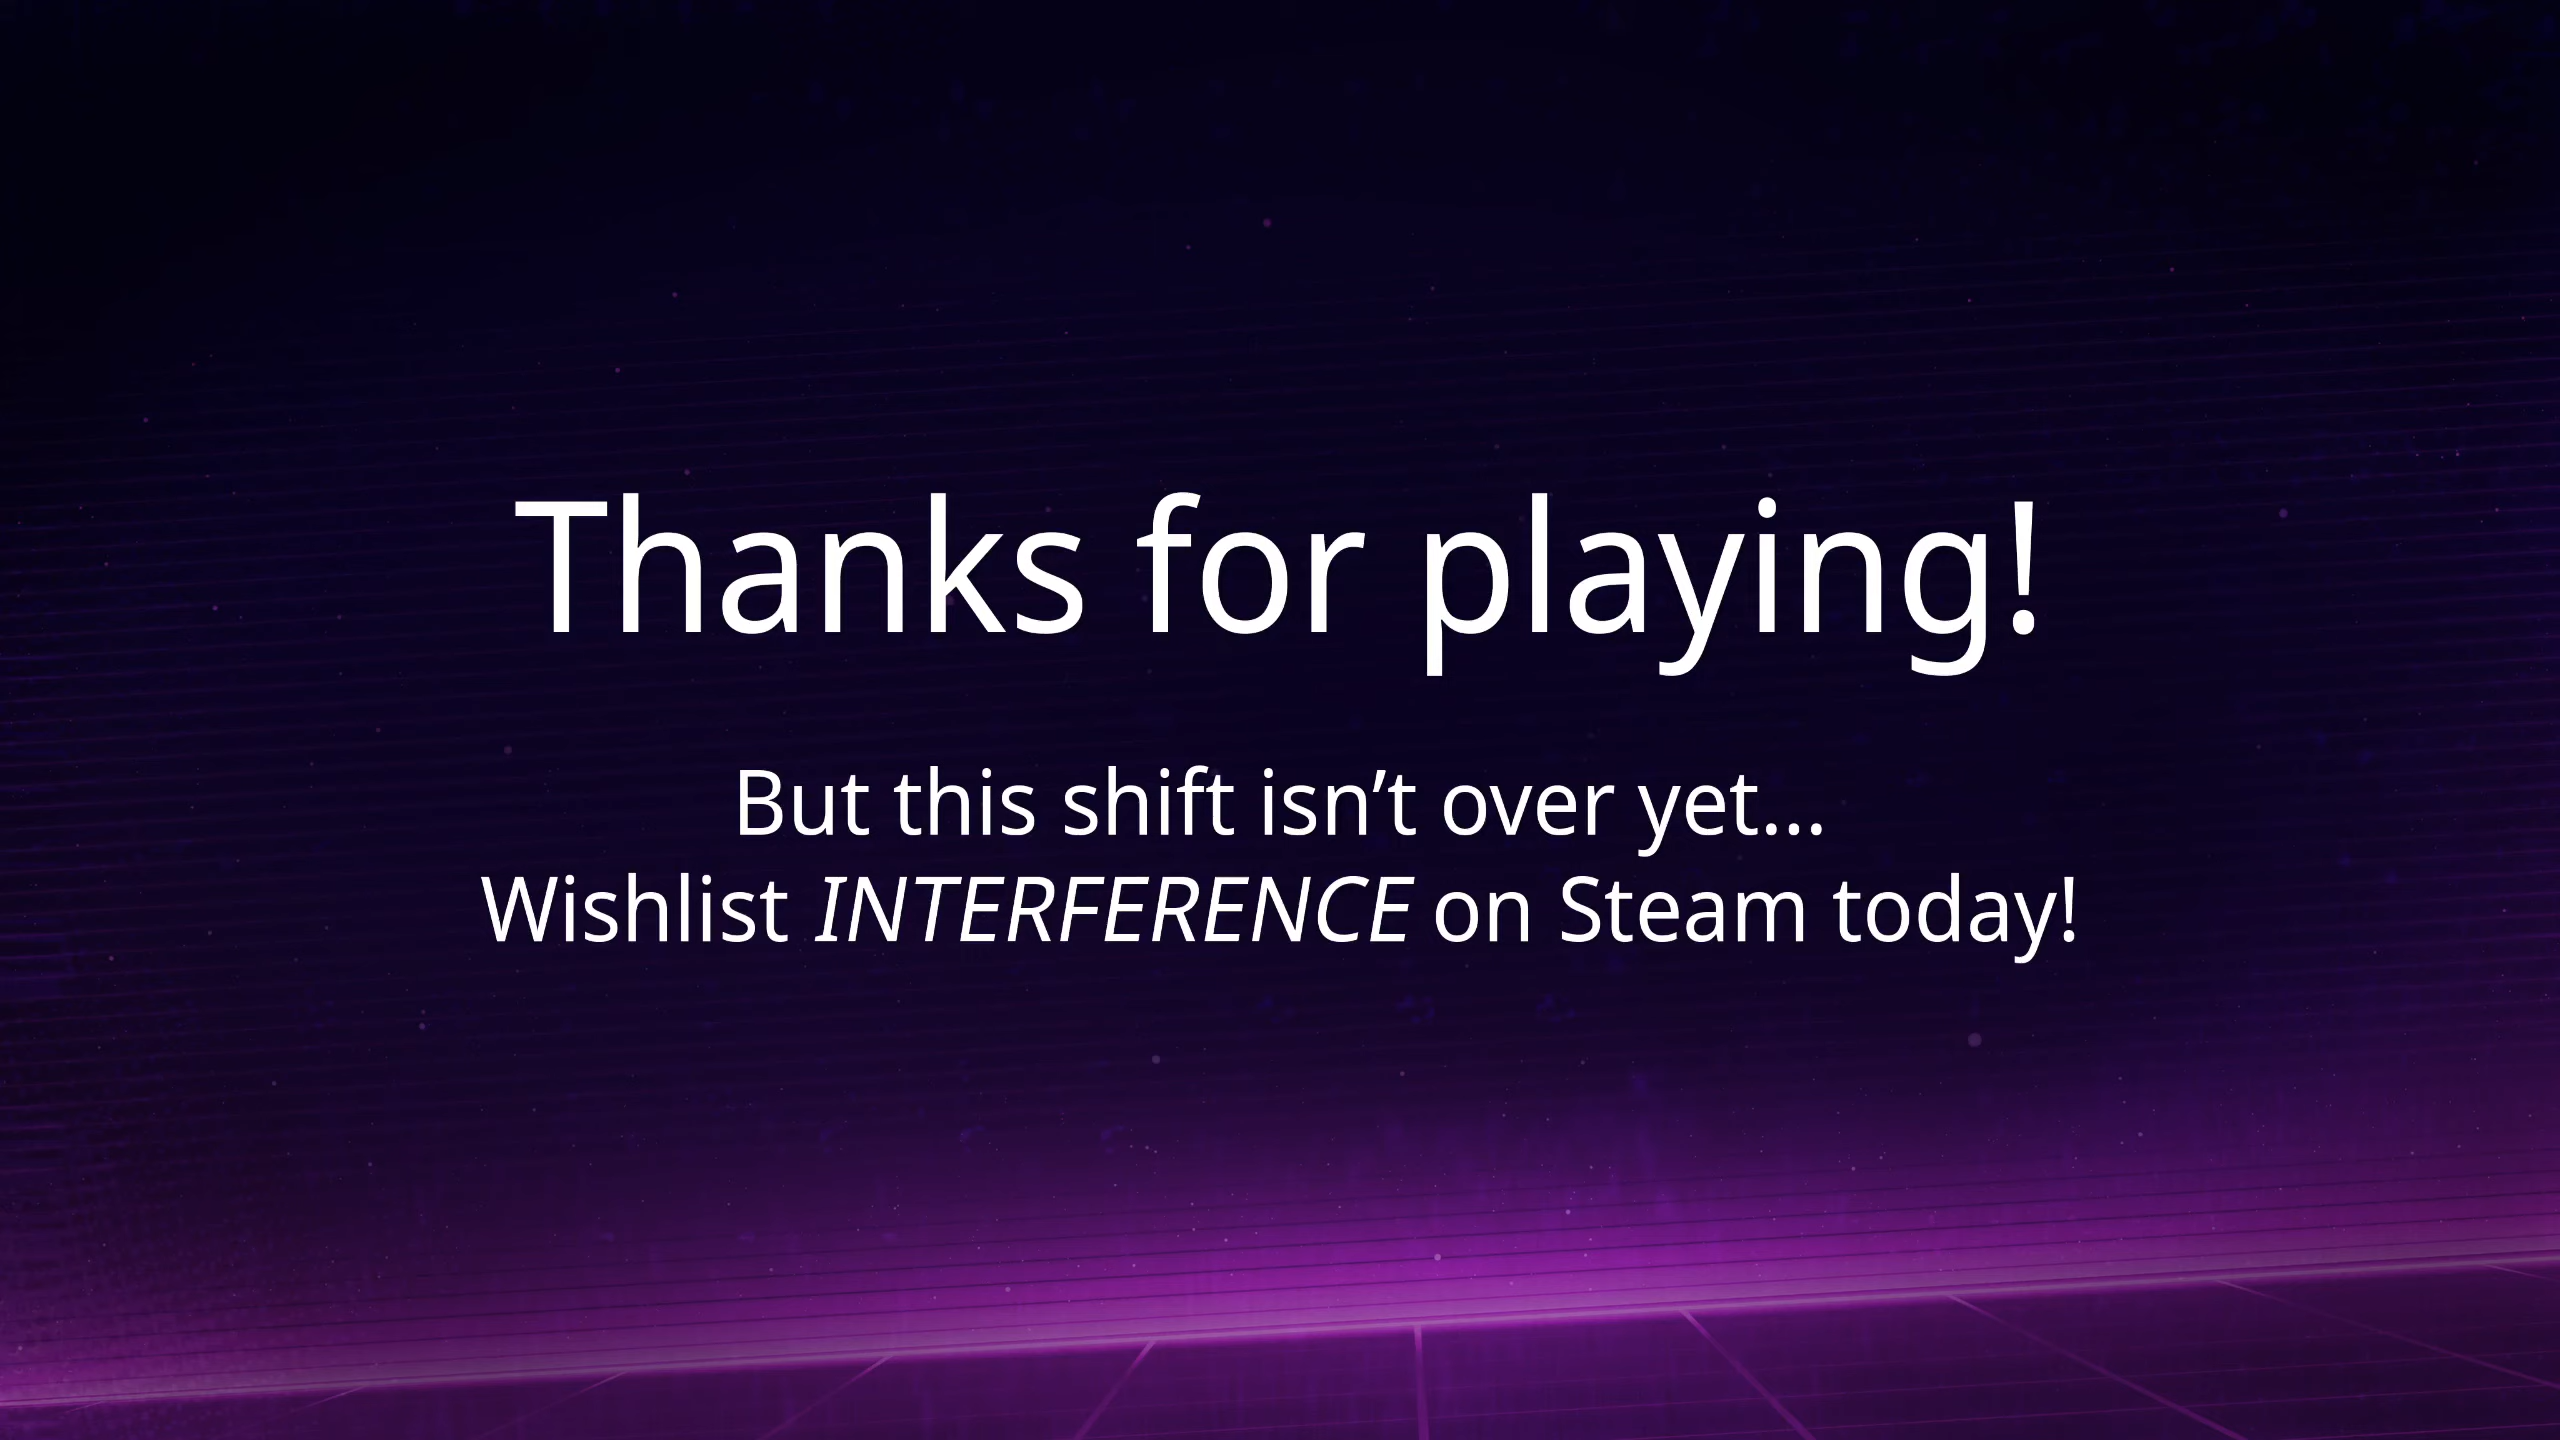 Thanks for playing!
But this shift isn’t over yet...
Wishlist INTERFERENCE on Steam today!